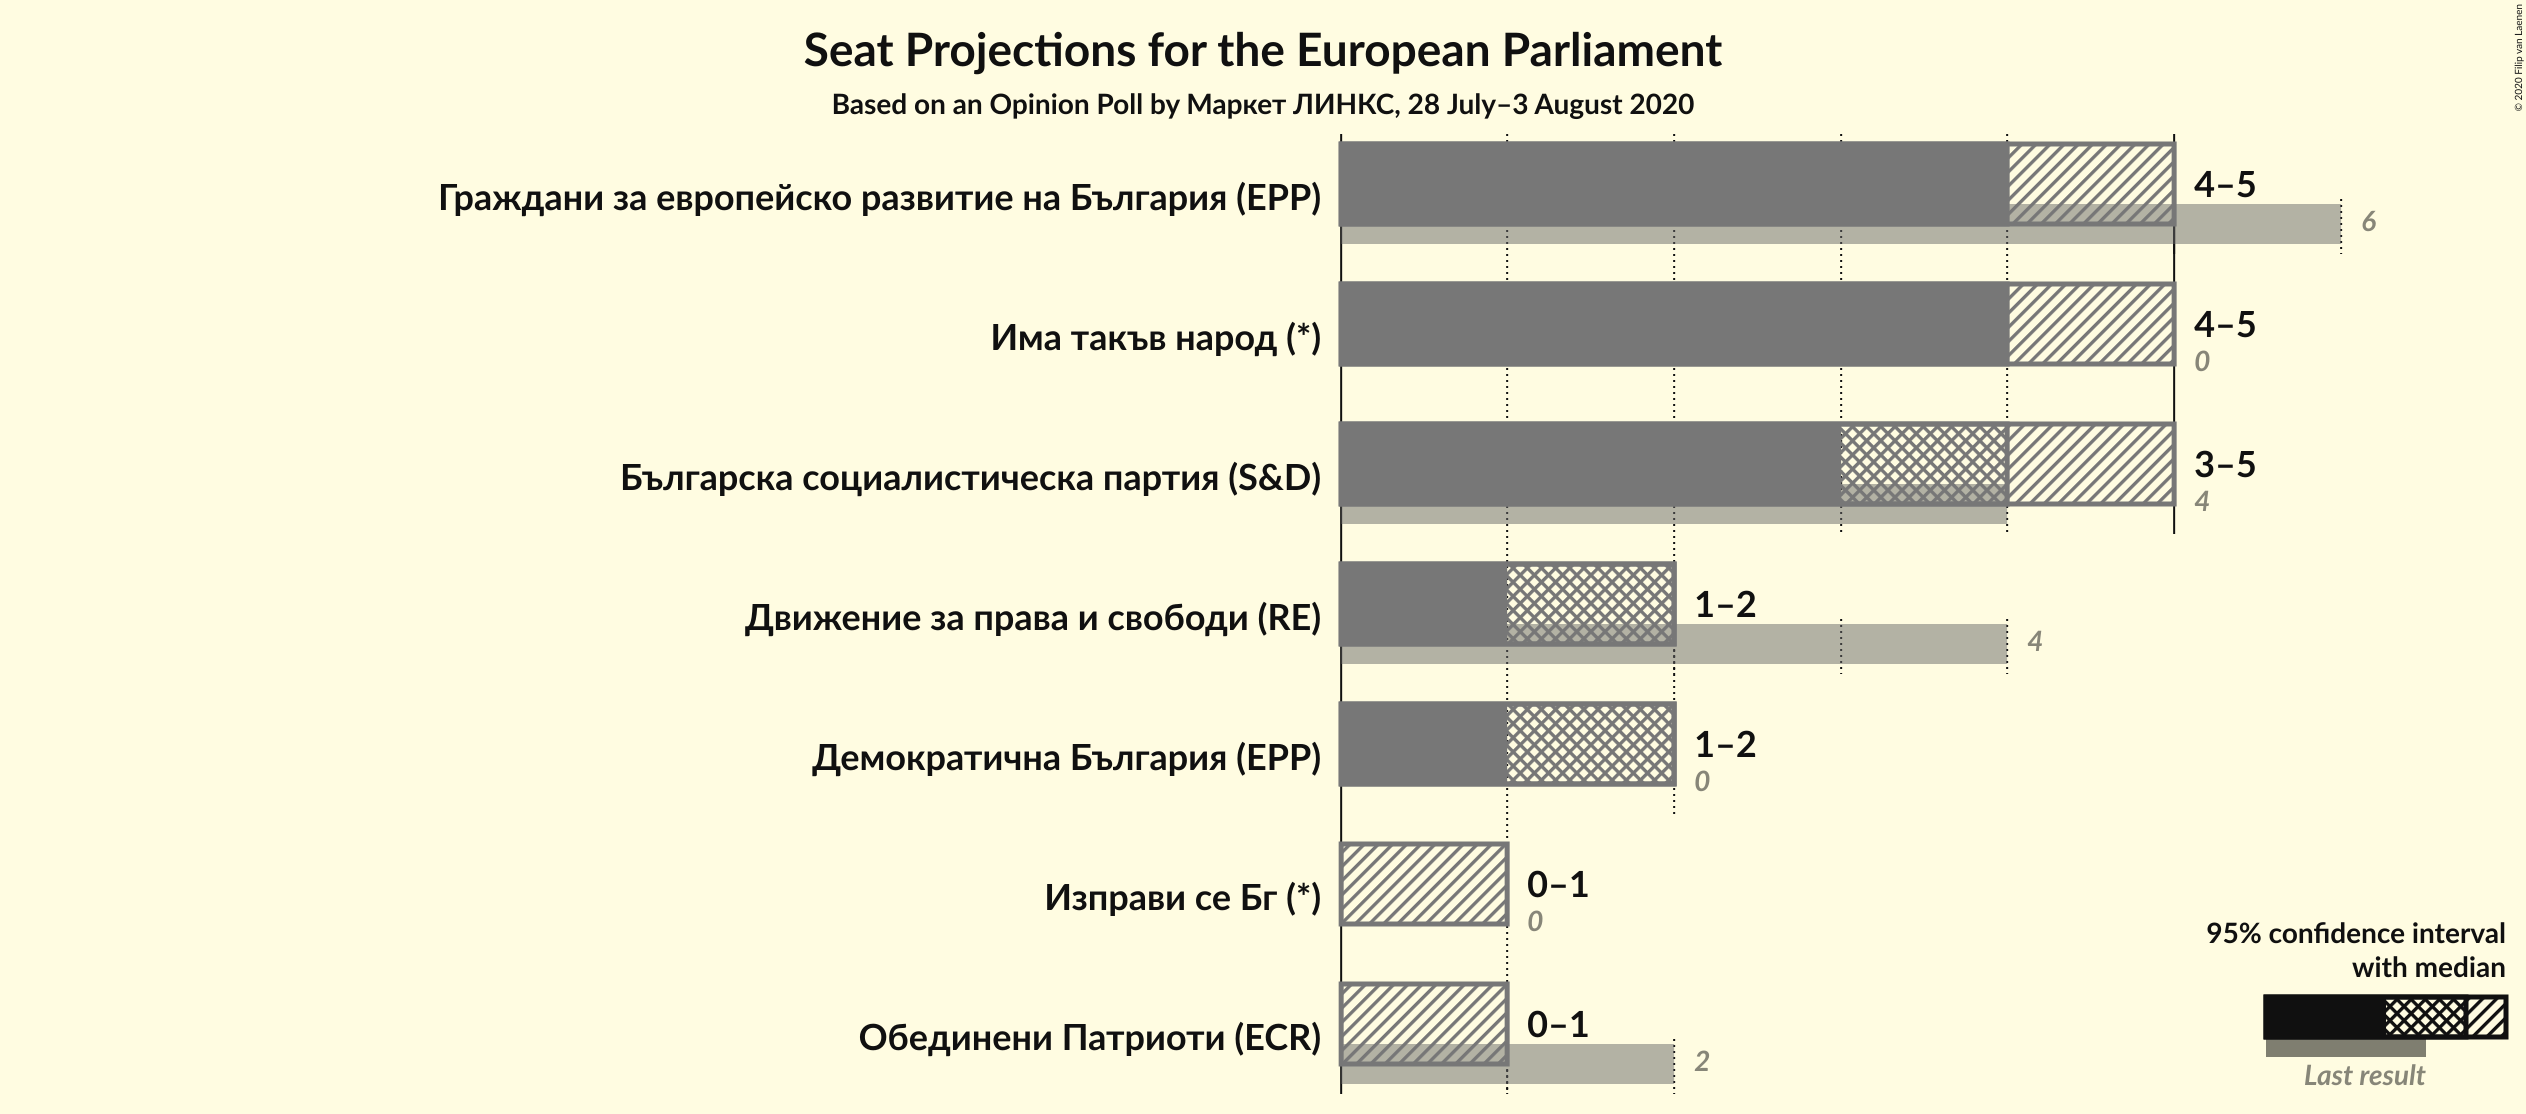 Seat Projections for the European Parliament
Based on an Opinion Poll by Маркет ЛИНКС, 28 July–3 August 2020
© 2020 Filip van Laenen
Граждани за европейско развитие на България (EPP)
4–5
6
Има такъв народ (*)
4–5
0
Българска социалистическа партия (S&D)
3–5
4
Движение за права и свободи (RE)
1–2
4
Демократична България (EPP)
1–2
0
Изправи се Бг (*)
0–1
0
Обединени Патриоти (ECR)
0–1
2
95% confidence interval
with median
Last result